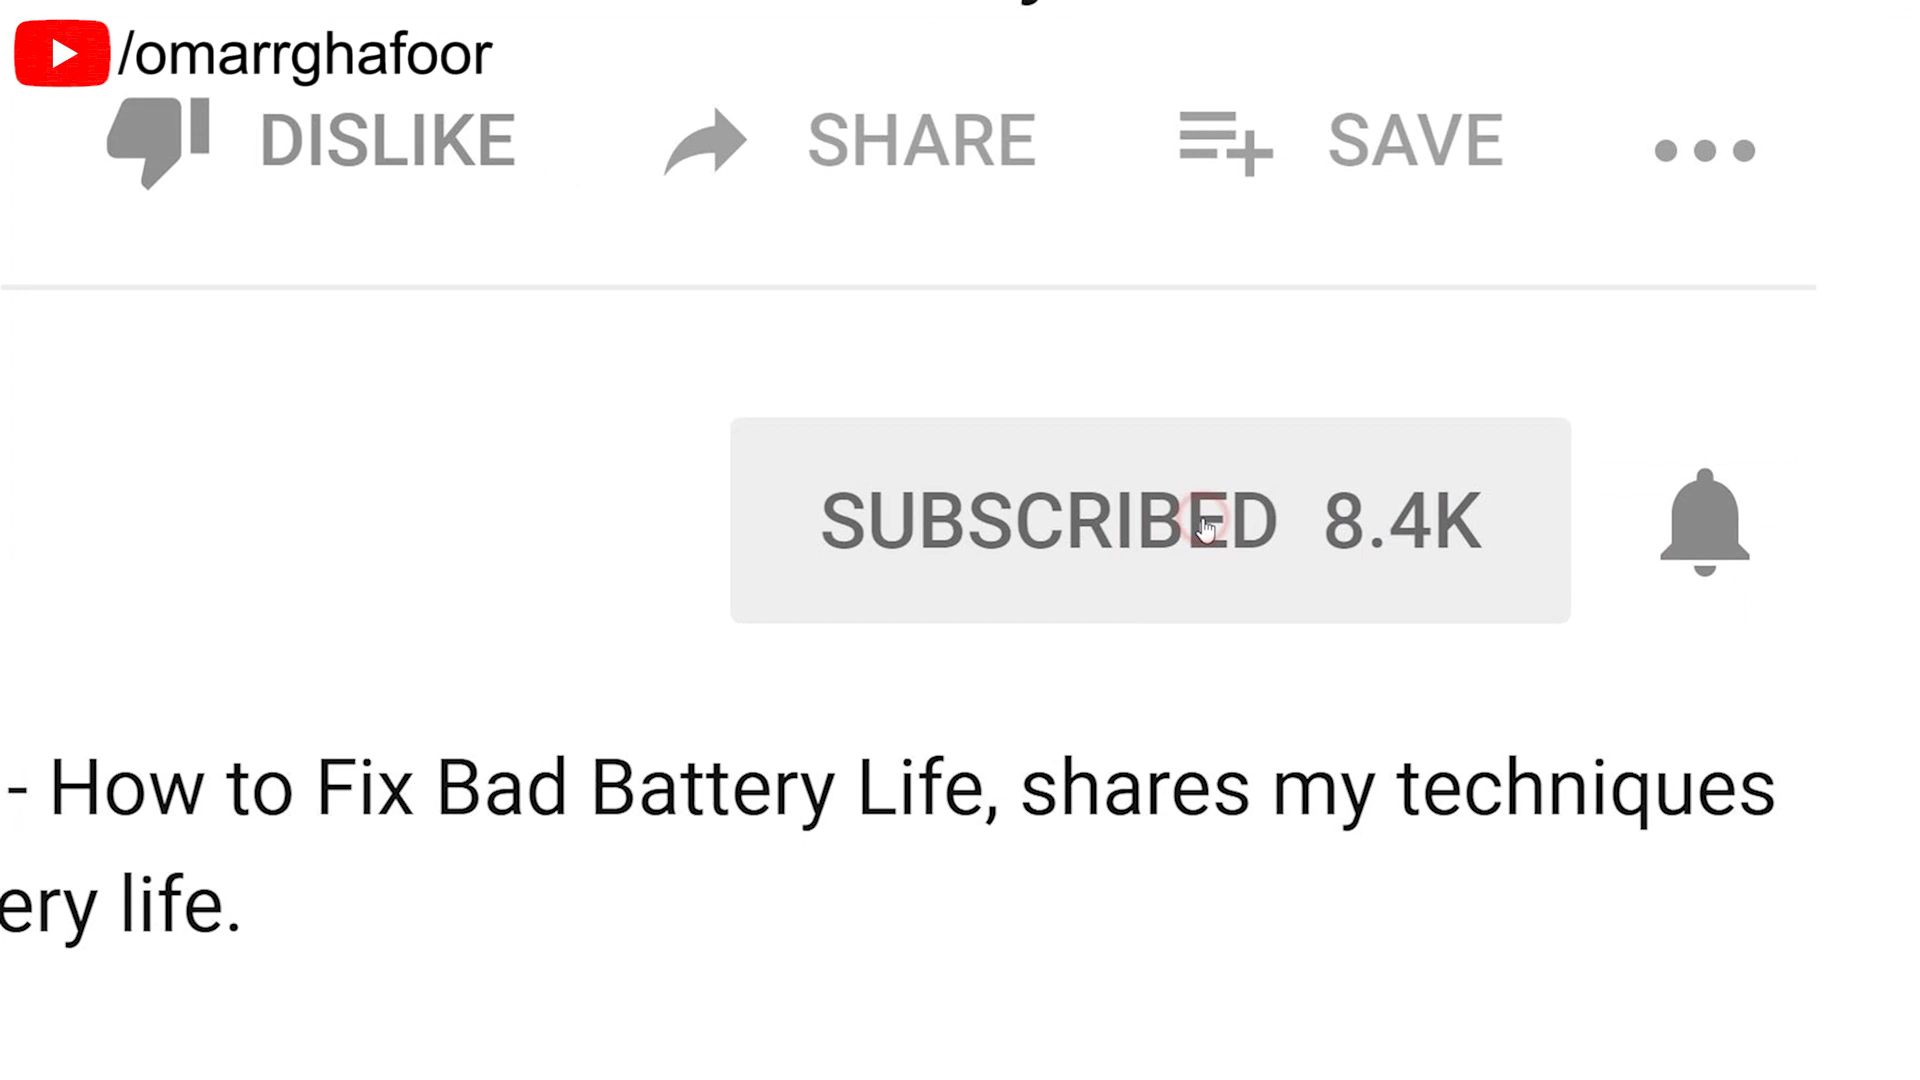 /omarrghafoor
DISLIKE SHARE SAVE
SUBSCRIBED 8.4K
- How to Fix Bad Battery Life, shares my techniques
ery life.